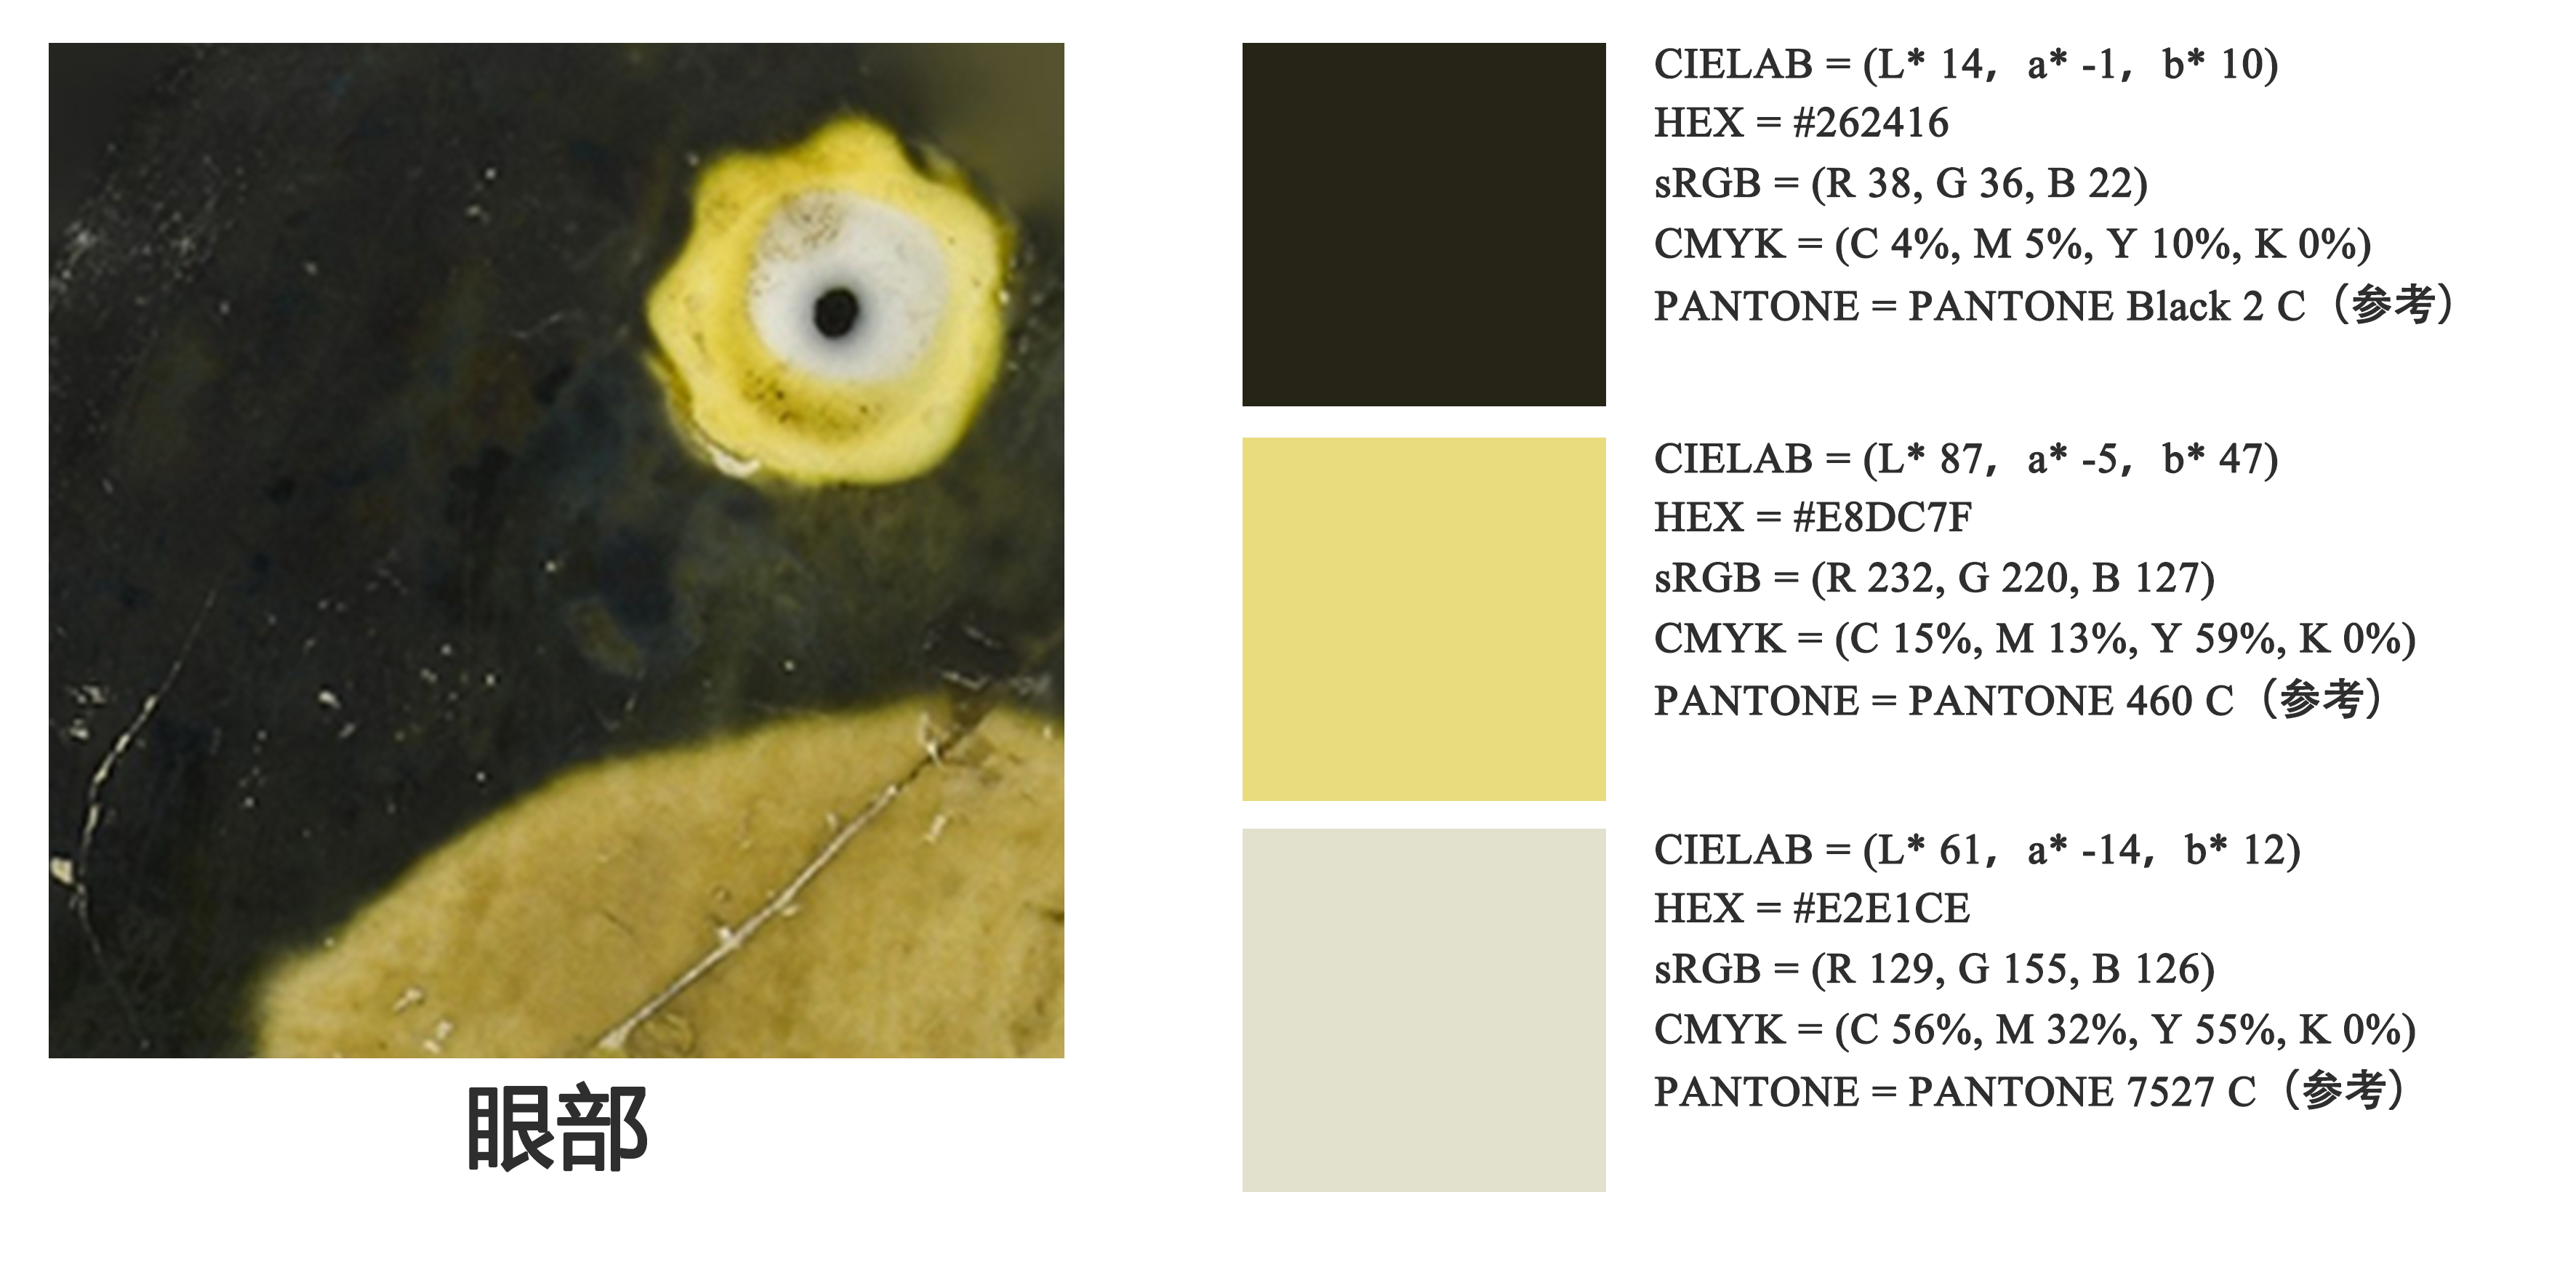 CIELAB = (L* 14, a* -1, b* 10)
HEX = #262416
sRGB = (R 38, G 36, B 22)
CMYK = (C 4%, M 5%, Y 10%, K 0%)
PANTONE = PANTONE Black 2 C（参考）
CIELAB = (L* 87, a* -5, b* 47)
HEX = #E8DC7F
sRGB = (R 232, G 220, B 127)
CMYK = (C 15%, M 13%, Y 59%, K 0%)
PANTONE = PANTONE 460 C（参考）
CIELAB = (L* 61, a* -14, b* 12)
HEX = #E2E1CE
sRGB = (R 129, G 155, B 126)
CMYK = (C 56%, M 32%, Y 55%, K 0%)
PANTONE = PANTONE 7527 C（参考）
眼部